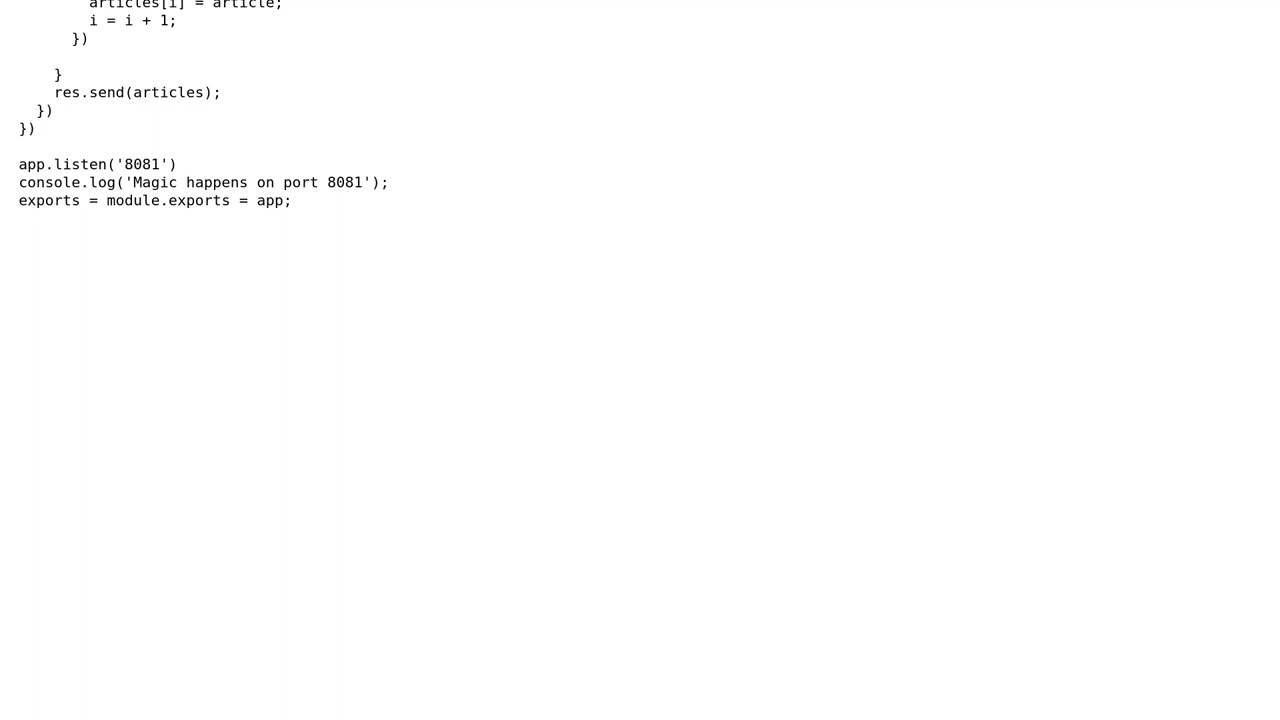 articles[i] = article;
i = i + 1;
})
}
res.send(articles);
})
})
app.listen('8081')
console.log('Magic happens on port 8081');
exports = module.exports = app;